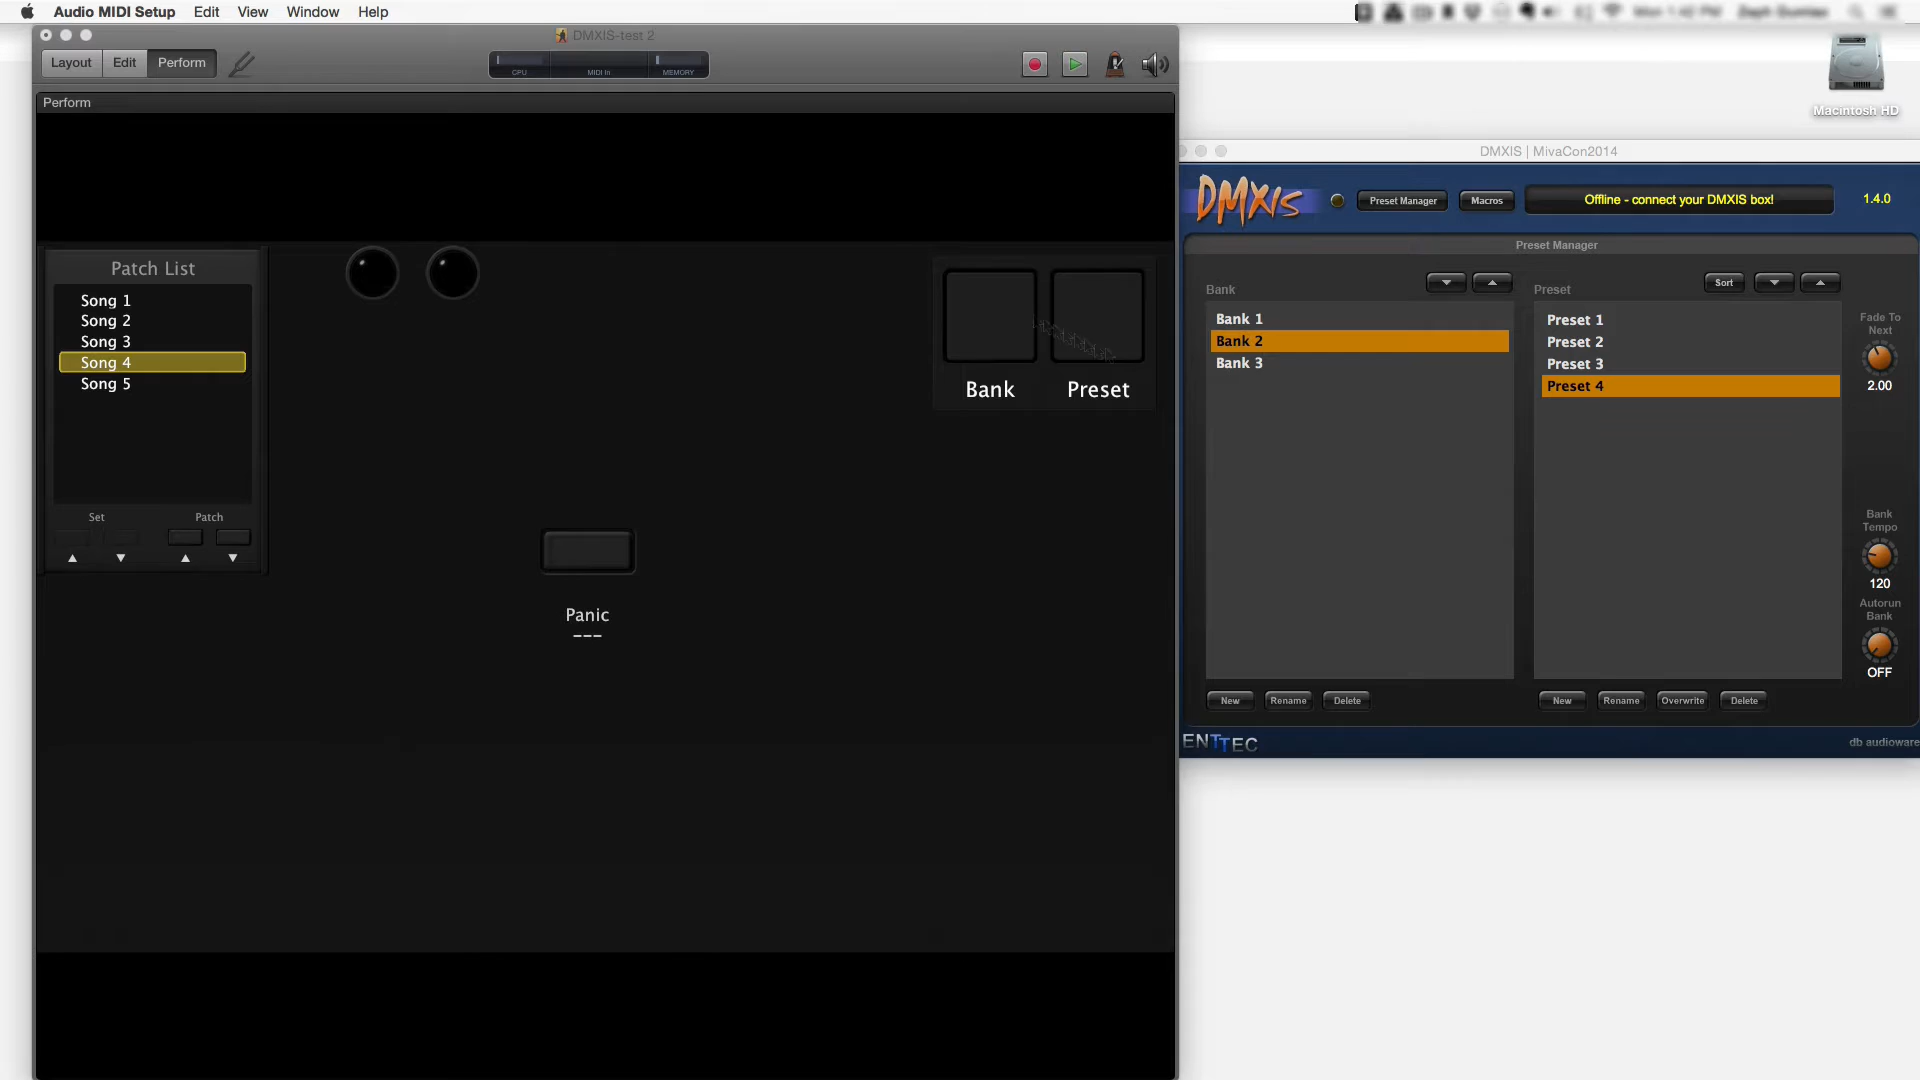 Audio MIDI Setup Edit View Window Help
DMXIS-test 2
Layout Edit Perform
CPU MIDI In MEMORY
Perform
Macintosh HD
DMXIS | MivaCon2014
DMXIS Preset Manager Macros Offline - connect your DMXIS box! 1.4.0
Preset Manager
Patch List
Song 1
Song 2
Song 3
Song 4
Song 5
Set Patch
Bank Preset
Panic
---
Bank
Bank 1
Bank 2
Bank 3
New Rename Delete
Preset Sort
Preset 1
Preset 2
Preset 3
Preset 4
New Rename Overwrite Delete
Fade To
Next
2.00
Bank
Tempo
120
Autorun
Bank
OFF
ENTTEC db audioware